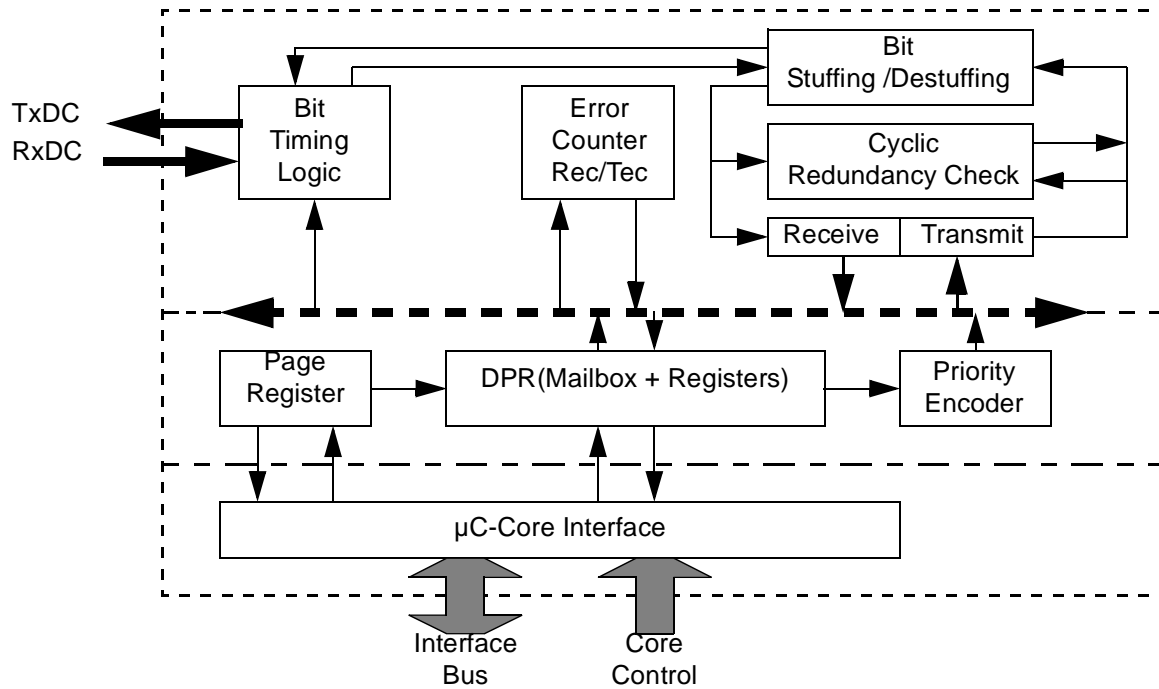 Bit
Stuffing /Destuffing
TxDC
RxDC
Bit
Timing
Logic
Error
Counter
Rec/Tec
Cyclic
Redundancy Check
Receive
Transmit
Page
Register
DPR(Mailbox + Registers)
Priority
Encoder
µC-Core Interface
Interface
Bus
Core
Control